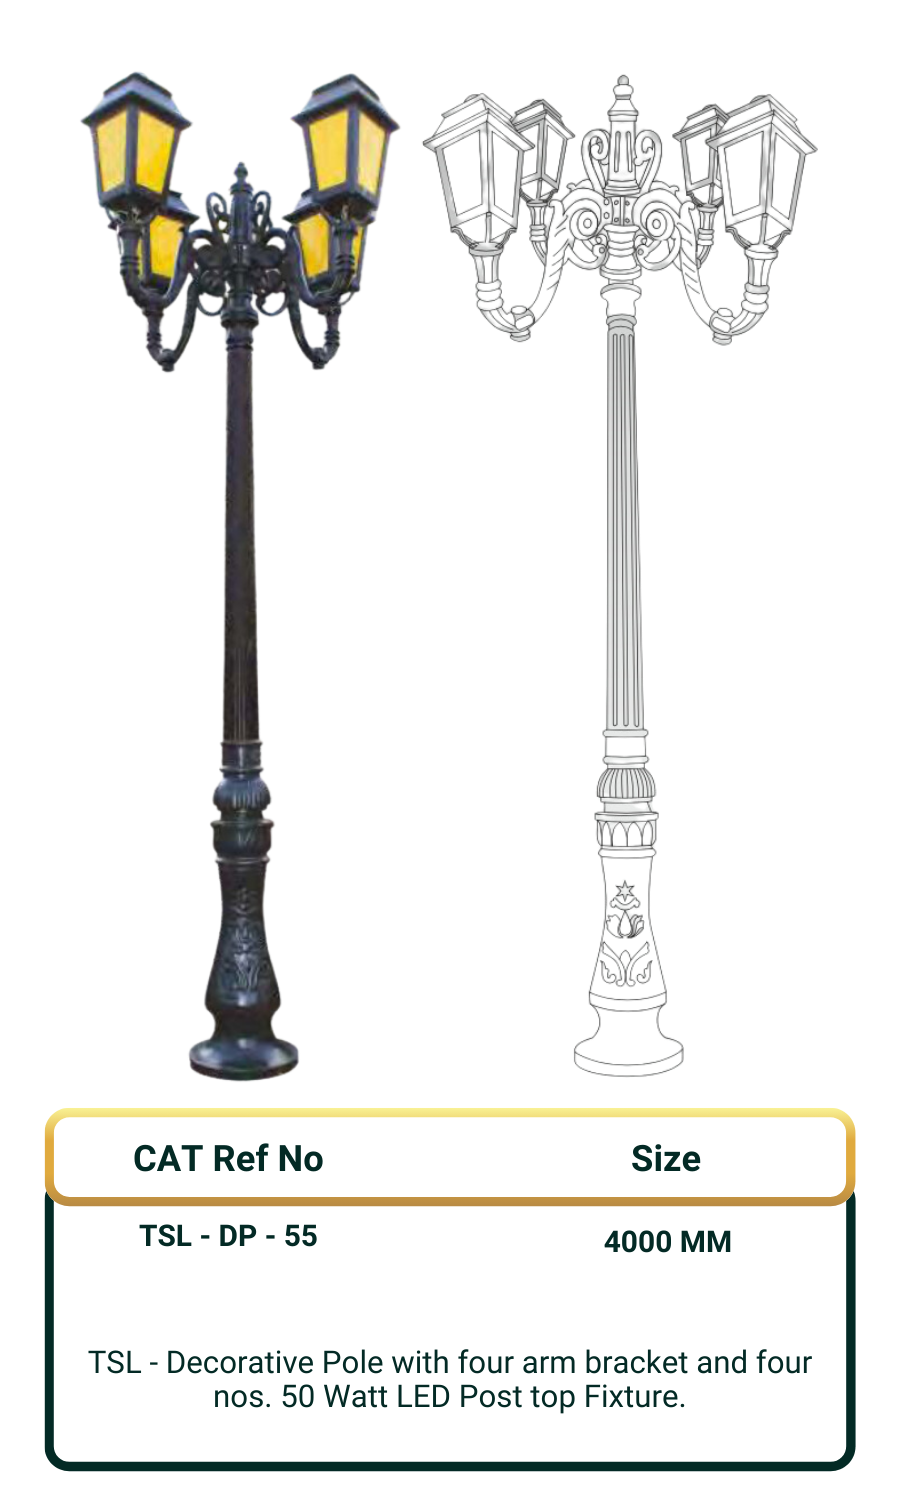 CAT Ref No
Size
TSL - DP - 55
4000 MM
TSL - Decorative Pole with four arm bracket and four
nos. 50 Watt LED Post top Fixture.